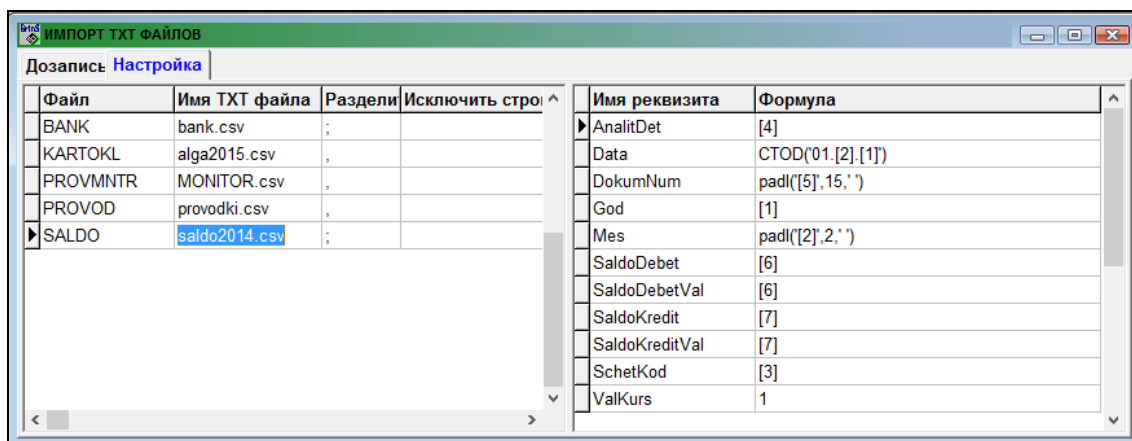 ИМПОРТ TXT ФАЙЛОВ
Дозапись Настройка
Файл Имя TXT файла Раздели Исключить стро
BANK bank.csv ;
KARTOKL alga2015.csv ,
PROVMNTR MONITOR.csv ,
PROVOD provodki.csv ,
SALDO saldo2014.csv ;
Имя реквизита Формула
AnalitDet [4]
Data CTOD('01.[2].[1]')
DokumNum padl('[5]',15,' ')
God [1]
Mes padl('[2]',2,' ')
SaldoDebet [6]
SaldoDebetVal [6]
SaldoKredit [7]
SaldoKreditVal [7]
SchetKod [3]
ValKurs 1